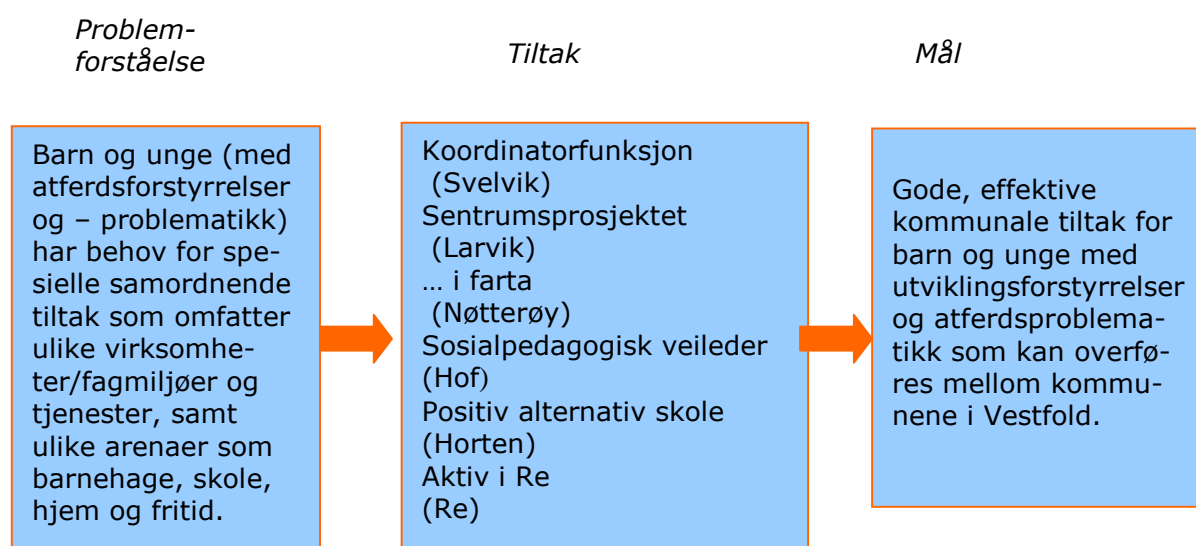 Problem-
forståelse
Tiltak
Mål
Barn og unge (med
atferdsforstyrrelser
og – problematikk)
har behov for spe-
sielle samordnende
tiltak som omfatter
ulike virksomhe-
ter/fagmiljøer og
tjenester, samt
ulike arenaer som
barnehage, skole,
hjem og fritid.
Koordinatorfunksjon
(Svelvik)
Sentrumsprosjektet
(Larvik)
... i farta
(Nøtterøy)
Sosialpedagogisk veileder
(Hof)
Positiv alternativ skole
(Horten)
Aktiv i Re
(Re)
Gode, effektive
kommunale tiltak for
barn og unge med
utviklingsforstyrrelser
og atferdsproblema-
tikk som kan overfø-
res mellom kommu-
nene i Vestfold.